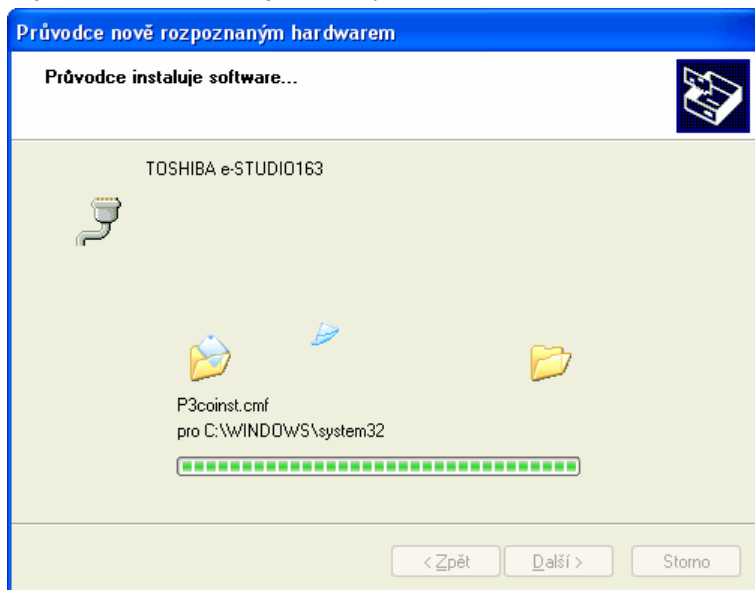 Průvodce nově rozpoznaným hardwarem
Průvodce instaluje software...
TOSHIBA e-STUDIO163
P3coinst.cmf
pro C:\WINDOWS\system32
< Zpět
Další >
Storno